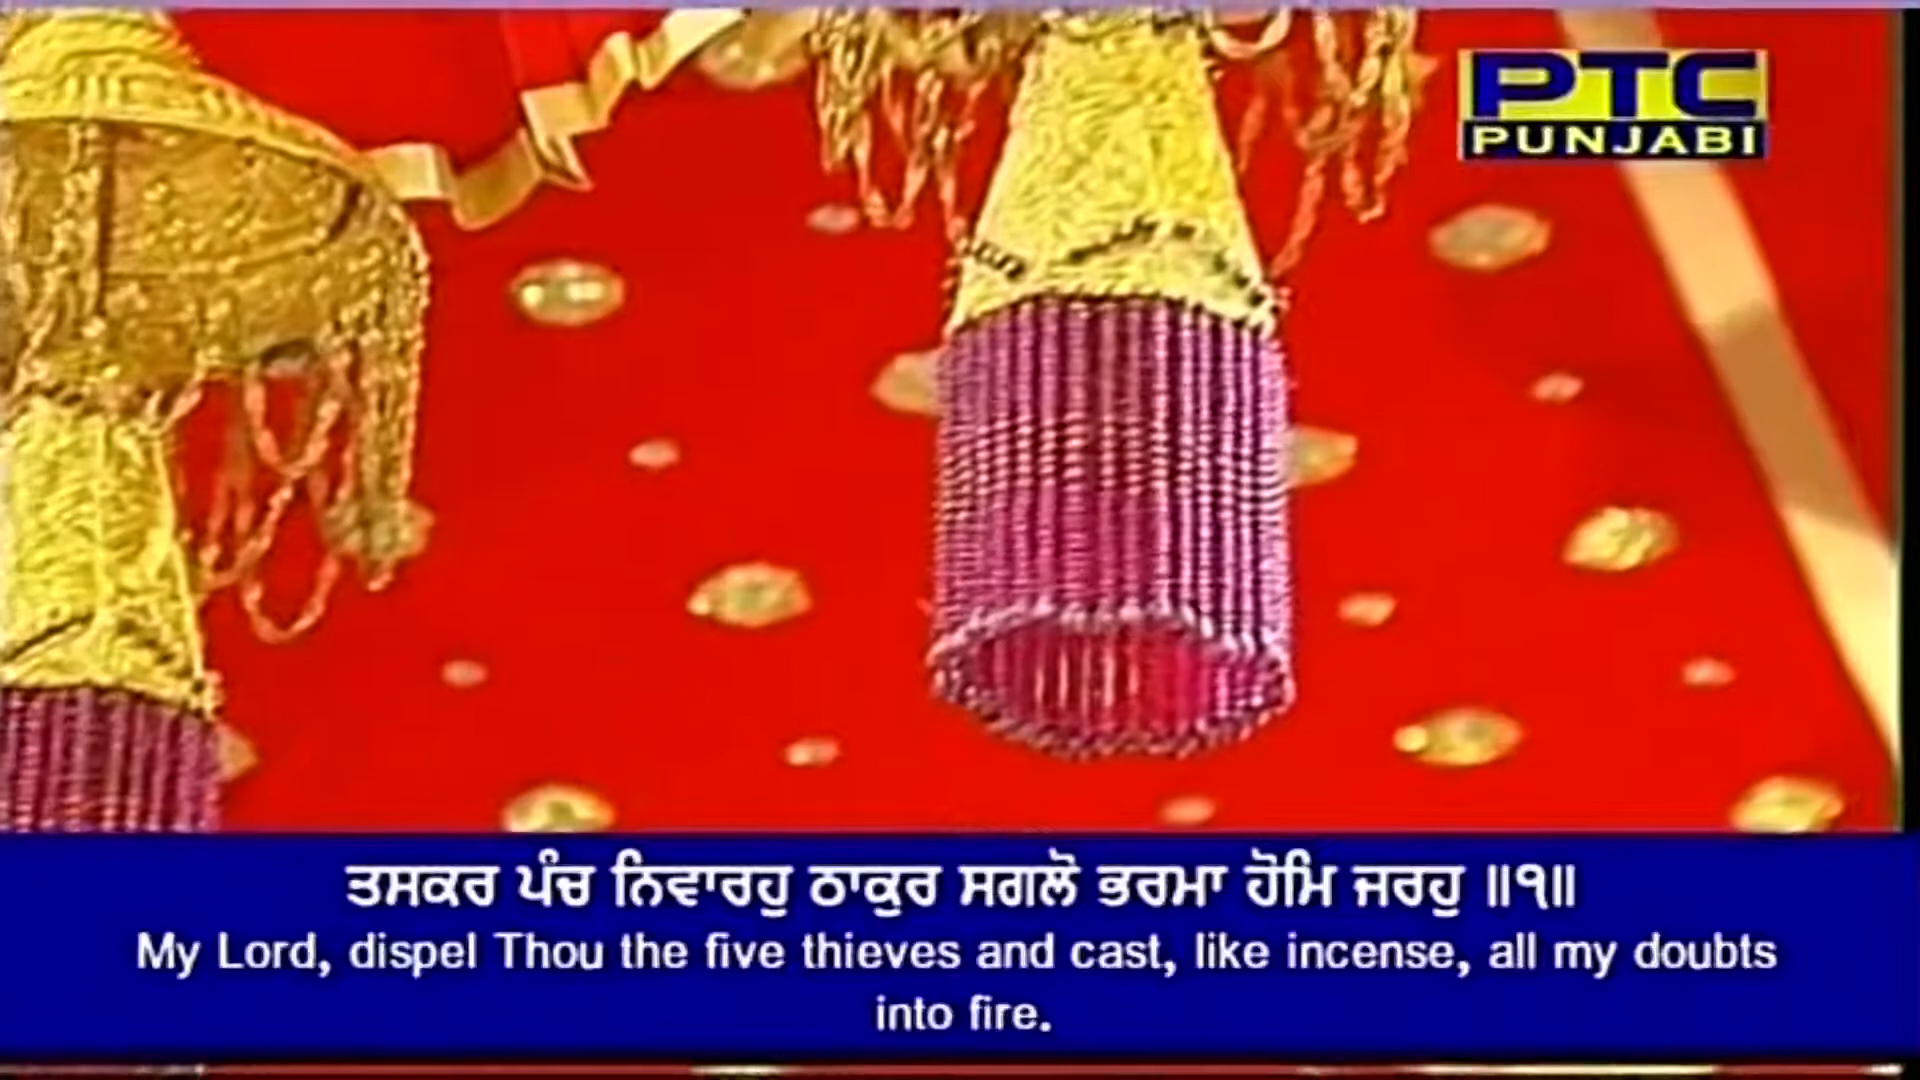 PTC
PUNJABI
ਤਸਕਰ ਪੰਚ ਨਿਵਾਰਹੁ ਠਾਕੁਰ ਸਗਲੋ ਭਰਮਾ ਹੋਮਿ ਜਰਹੁ ॥੧॥
My Lord, dispel Thou the five thieves and cast, like incense, all my doubts
into fire.